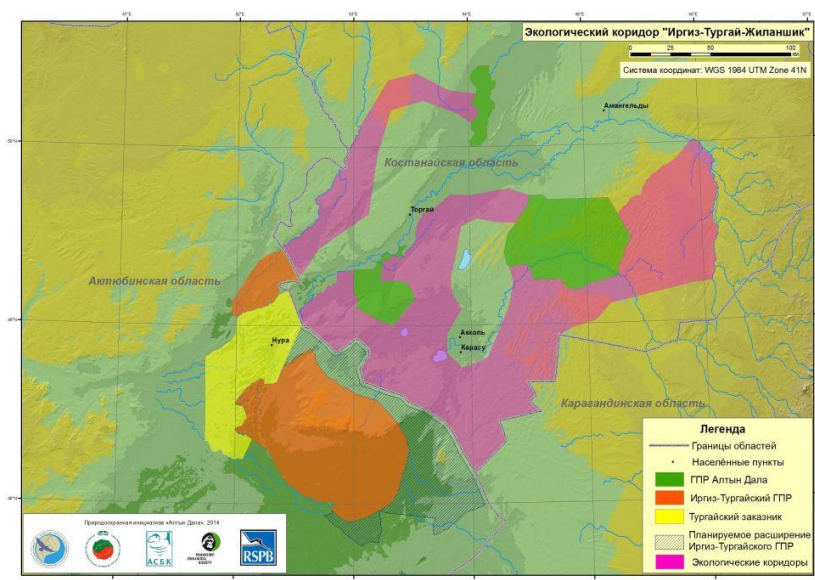 Экологический коридор "Иргиз-Тургай-Жиланшик"
0 25 50 100
Система координат: WGS 1984 UTM Zone 41N
Амангельды
Костанайская область
Торгай
Актюбинская область
Нура
Акколь
Карасу
Карагандинская область
Легенда
Границы областей
Населённые пункты
ГПР Алтын Дала
Иргиз-Тургайский ГПР
Тургайский заказник
Планируемое расширение
Иргиз-Тургайского ГПР
Экологические коридоры
Природоохранная инициатива «Алтын Дала», 2014
АСБК
RSPB